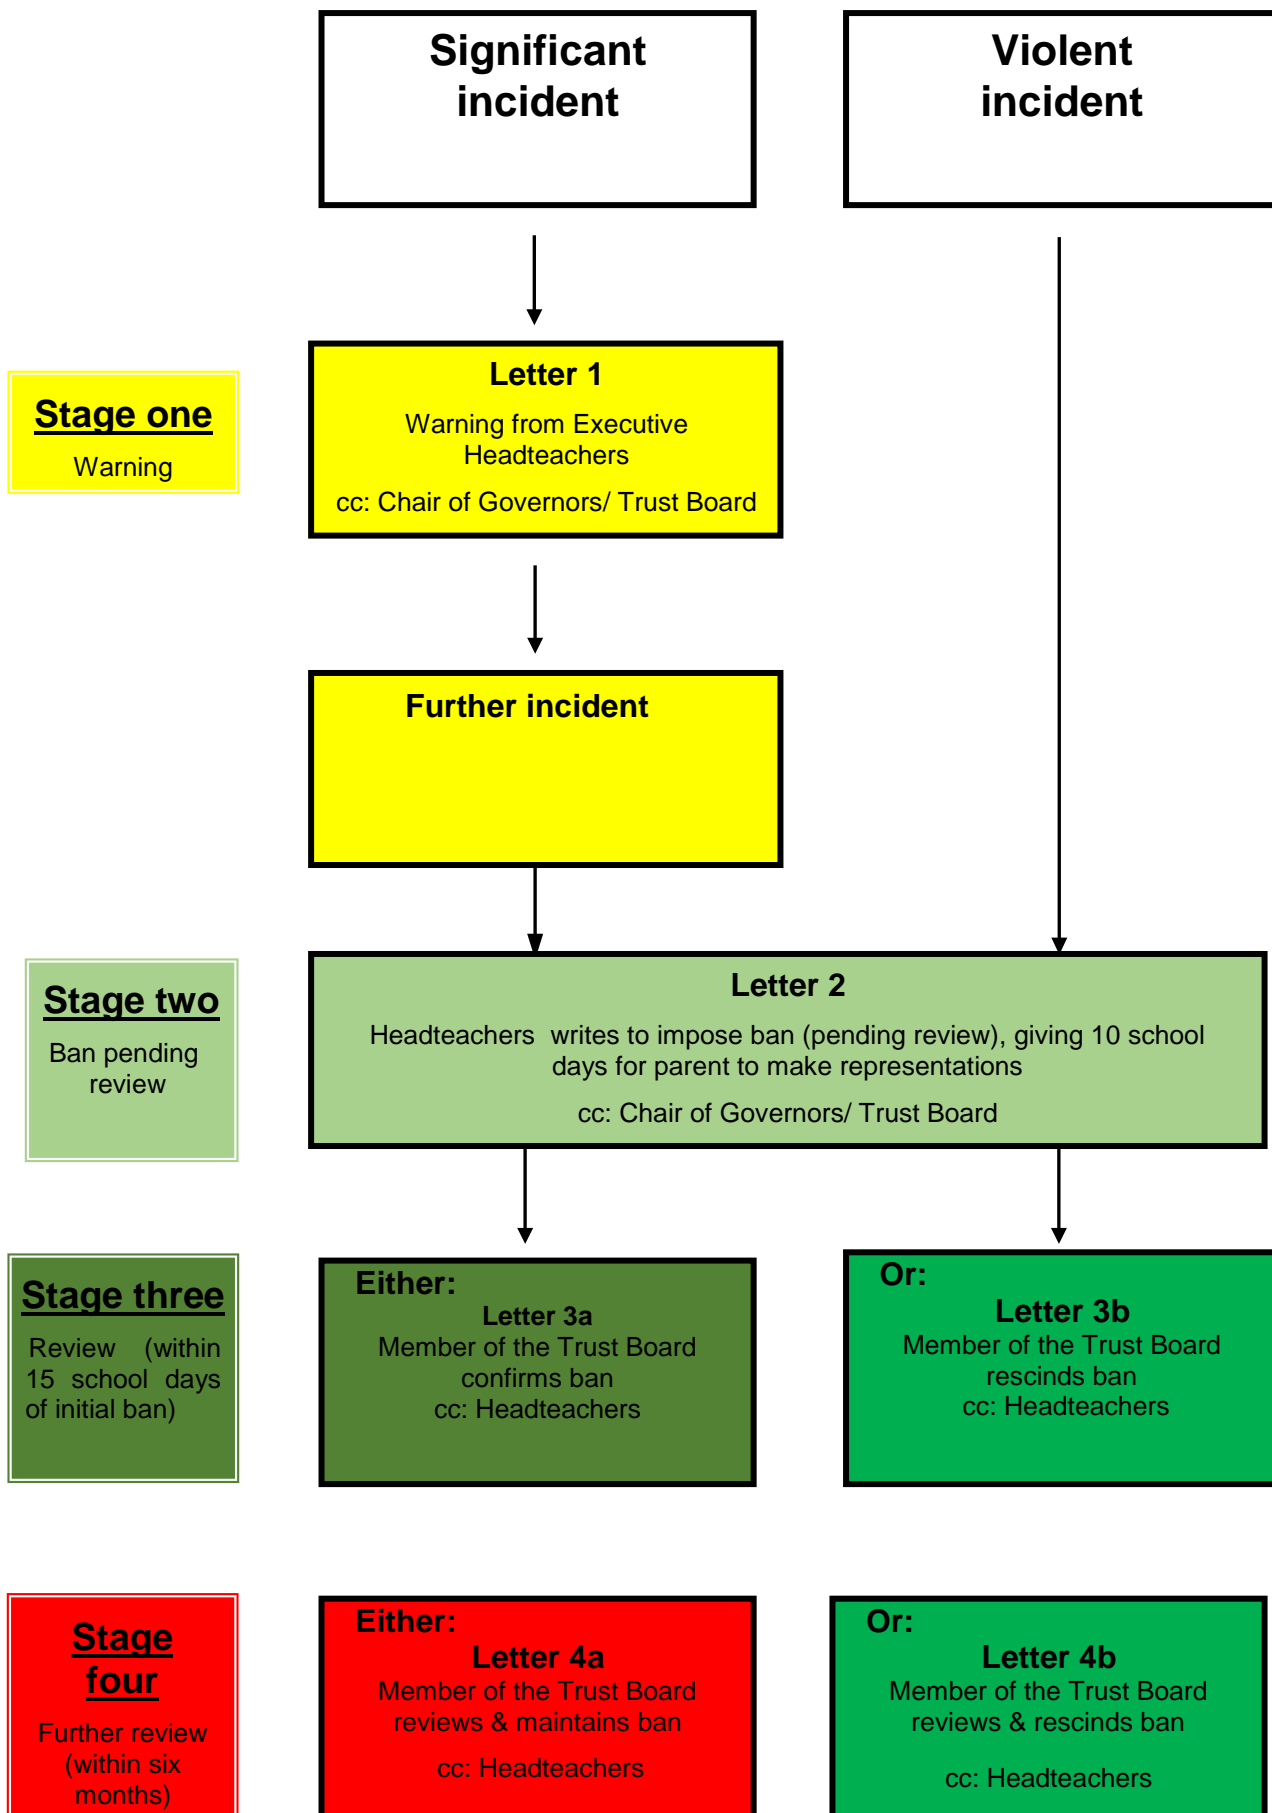 Significant
incident
Violent
incident
Stage one
Warning
Letter 1
Warning from Executive
Headteachers
cc: Chair of Governors/ Trust Board
Further incident
Stage two
Ban pending
review
Letter 2
Headteachers  writes to impose ban (pending review), giving 10 school
days for parent to make representations
cc: Chair of Governors/ Trust Board
Stage three
Review (within
15 school days
of initial ban)
Either:
Letter 3a
Member of the Trust Board
confirms ban
cc: Headteachers
Or:
Letter 3b
Member of the Trust Board
rescinds ban
cc: Headteachers
Stage
four
Further review
(within six
months)
Either:
Letter 4a
Member of the Trust Board
reviews & maintains ban
cc: Headteachers
Or:
Letter 4b
Member of the Trust Board
reviews & rescinds ban
cc: Headteachers